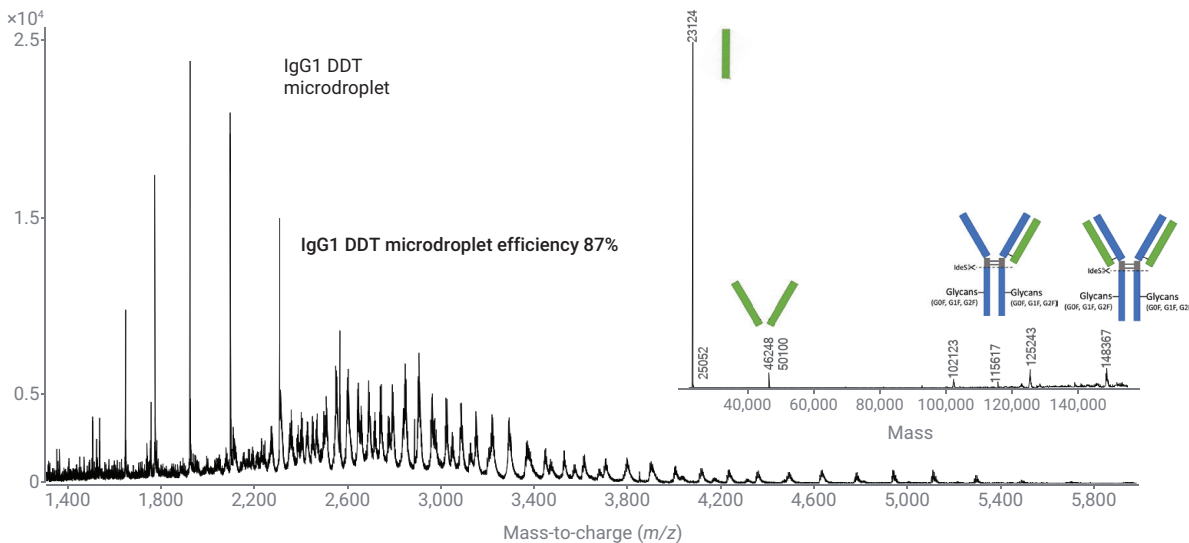 ×10⁴
2.5
1.5
0.5
0
1,400
1,800
2,200
2,600
3,000
3,400
3,800
4,200
4,600
5,000
5,400
5,800
Mass-to-charge (m/z)
IgG1 DDT
microdroplet
IgG1 DDT microdroplet efficiency 87%
23124
25052
46248
50100
102123
115617
125243
148367
IdeS
Glycans
(G0F, G1F, G2F)
Glycans
(G0F, G1F, G2F)
IdeS
Glycans
(G0F, G1F, G2F)
Glycans
(G0F, G1F, G2
40,000
60,000
80,000
100,000
120,000
140,000
Mass